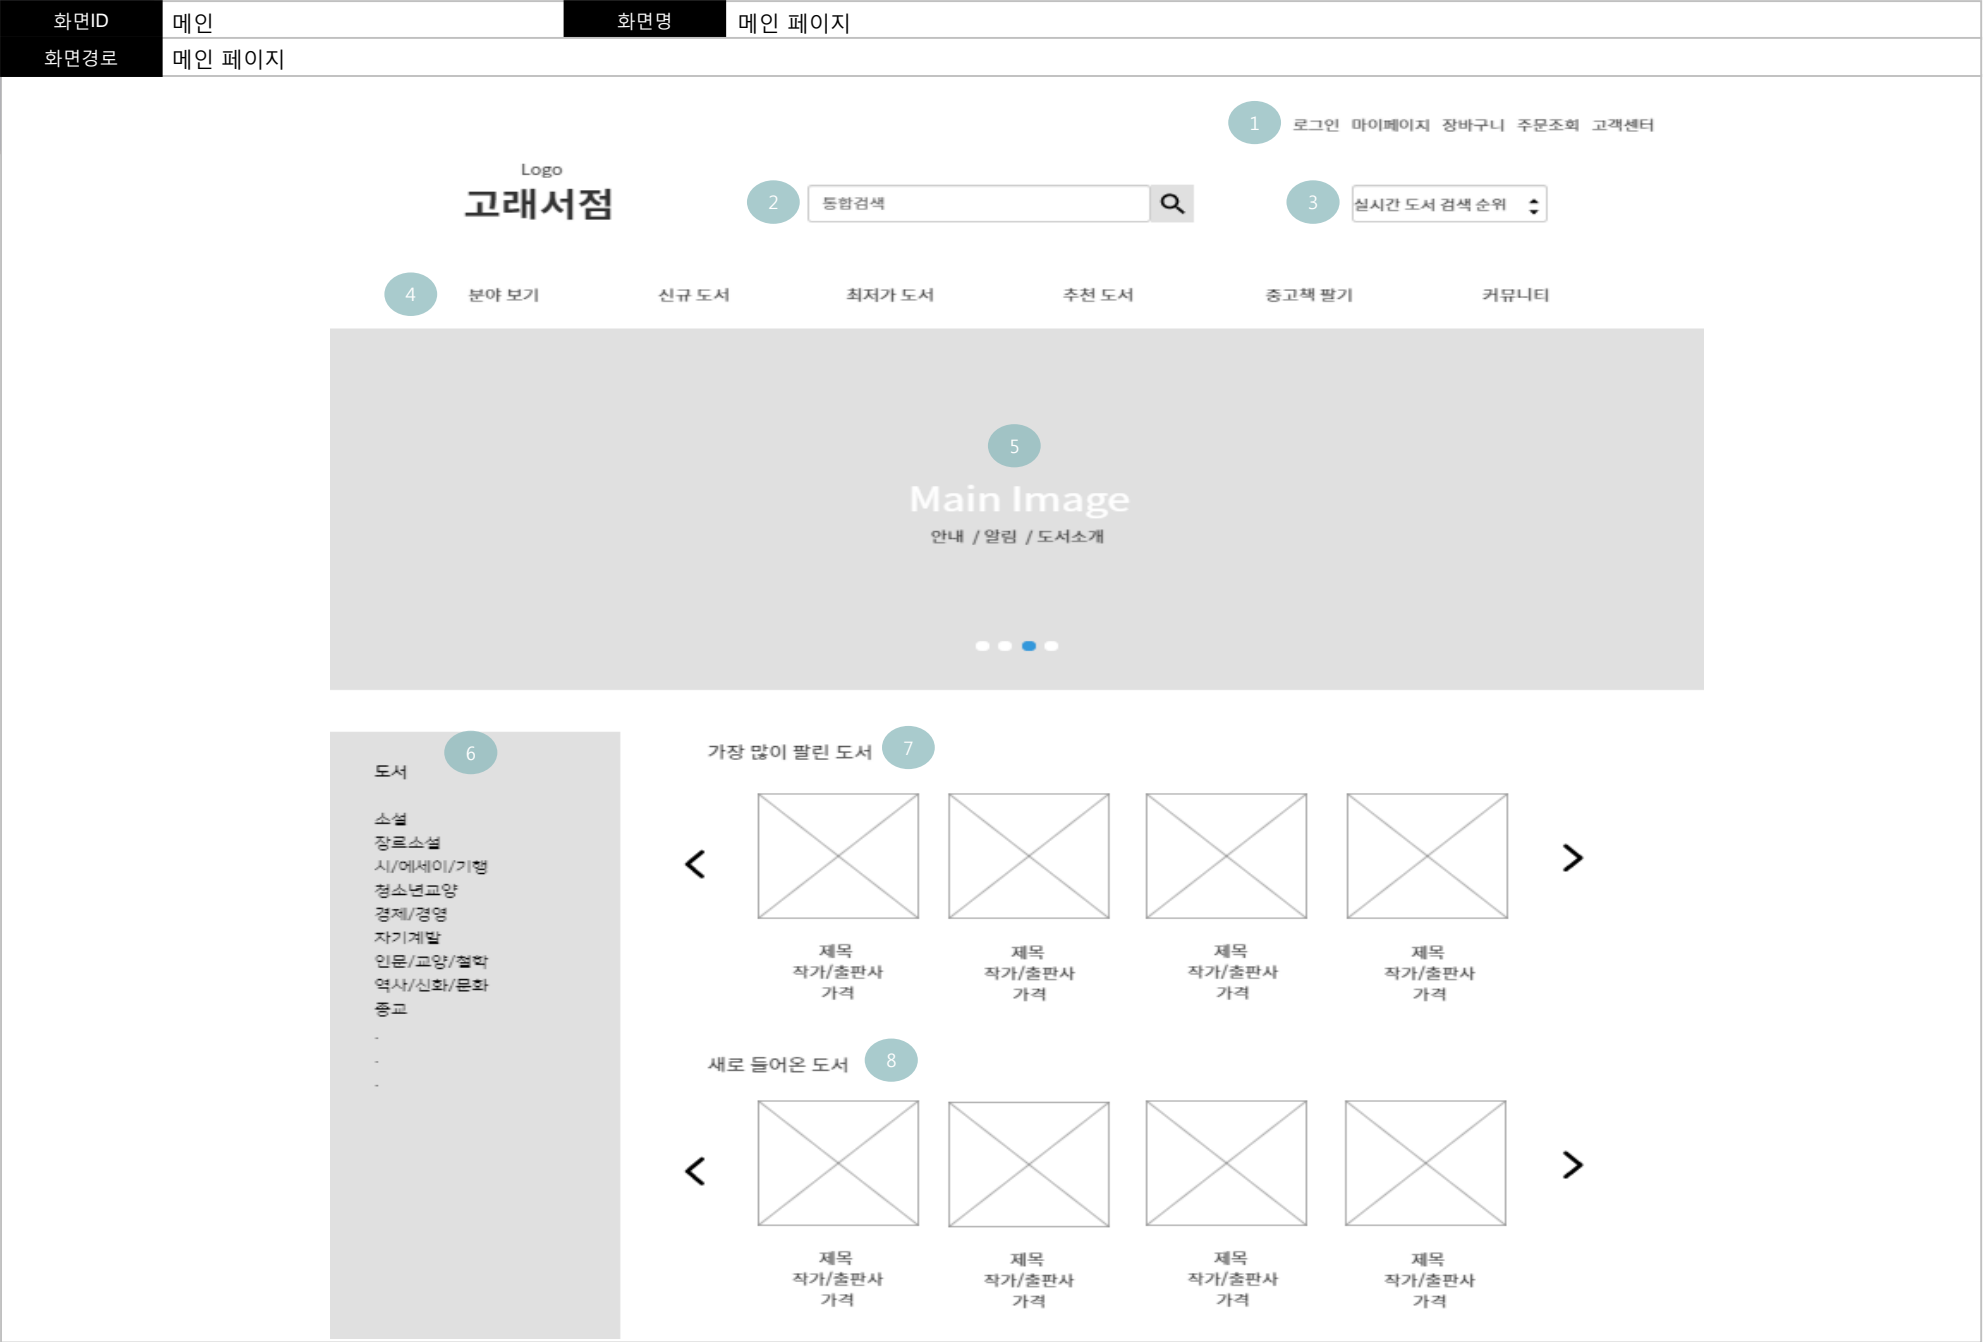 화면ID 메인 화면명 메인 페이지
화면경로 메인 페이지
1 로그인 마이페이지 장바구니 주문조회 고객센터
Logo
고래서점
2 통합검색
3 실시간 도서 검색 순위
4 분야 보기 신규 도서 최저가 도서 추천 도서 중고책 팔기 커뮤니티
5
Main Image
안내 / 알림 / 도서소개
6
도서
소설
장르소설
시/에세이/기행
청소년교양
경제/경영
자기계발
인문/교양/철학
역사/신화/문화
종교
.
.
.
가장 많이 팔린 도서 7
제목 제목 제목 제목
작가/출판사 작가/출판사 작가/출판사 작가/출판사
가격 가격 가격 가격
새로 들어온 도서 8
제목 제목 제목 제목
작가/출판사 작가/출판사 작가/출판사 작가/출판사
가격 가격 가격 가격